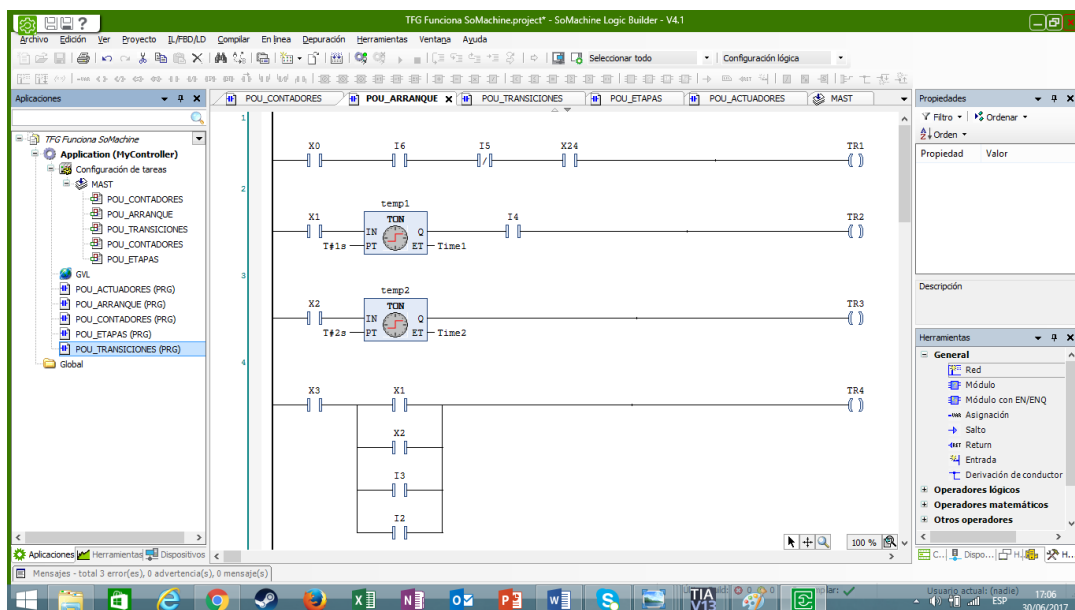 TFG Funciona SoMachine.project* - SoMachine Logic Builder - V4.1
Archivo Edición Ver Proyecto IL/FBD/LD Compilar En línea Depuración Herramientas Ventana Ayuda
Seleccionar todo Configuración lógica
Aplicaciones
TFG Funciona SoMachine
Application (MyController)
Configuración de tareas
MAST
POU_CONTADORES
POU_ARRANQUE
POU_TRANSICIONES
POU_CONTADORES
POU_ETAPAS
GVL
POU_ACTUADORES (PRG)
POU_ARRANQUE (PRG)
POU_CONTADORES (PRG)
POU_ETAPAS (PRG)
POU_TRANSICIONES (PRG)
Global
Aplicaciones Herramientas Dispositivos
POU_CONTADORES POU_ARRANQUE POU_TRANSICIONES POU_ETAPAS POU_ACTUADORES MAST
1
X0 I6 I5 X24 TR1
2
temp1
X1 TON I4 TR2
IN Q
T#1s PT ET Time1
3
temp2
X2 TON TR3
IN Q
T#2s PT ET Time2
4
X3 X1 TR4
X2
I3
I2
100 %
Propiedades
Filtro Ordenar
Orden
Propiedad Valor
Descripción
Herramientas
General
Red
Módulo
Módulo con EN/ENQ
Asignación
Salto
Return
Entrada
Derivación de conductor
Operadores lógicos
Operadores matemáticos
Otros operadores
C... Dispo... H... H...
Mensajes - total 3 error(es), 0 advertencia(s), 0 mensaje(s)
Usuario actual: (nadie)
TIA V13
ESP
17:06
30/06/2017